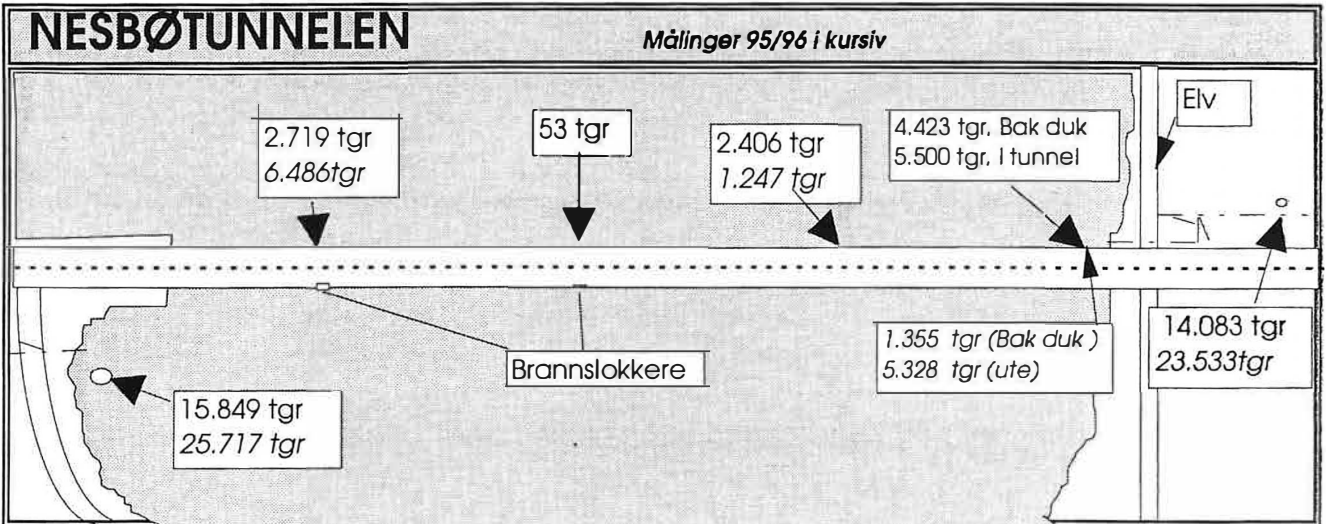 NESBØTUNNELEN
Målinger 95/96 i kursiv
2.719 tgr
6.486tgr
53 tgr
2.406 tgr
1.247 tgr
4.423 tgr, Bak duk
5.500 tgr, I tunnel
Elv
Brannslokkere
1.355 tgr (Bak duk )
5.328 tgr (ute)
14.083 tgr
23.533tgr
15.849 tgr
25.717 tgr